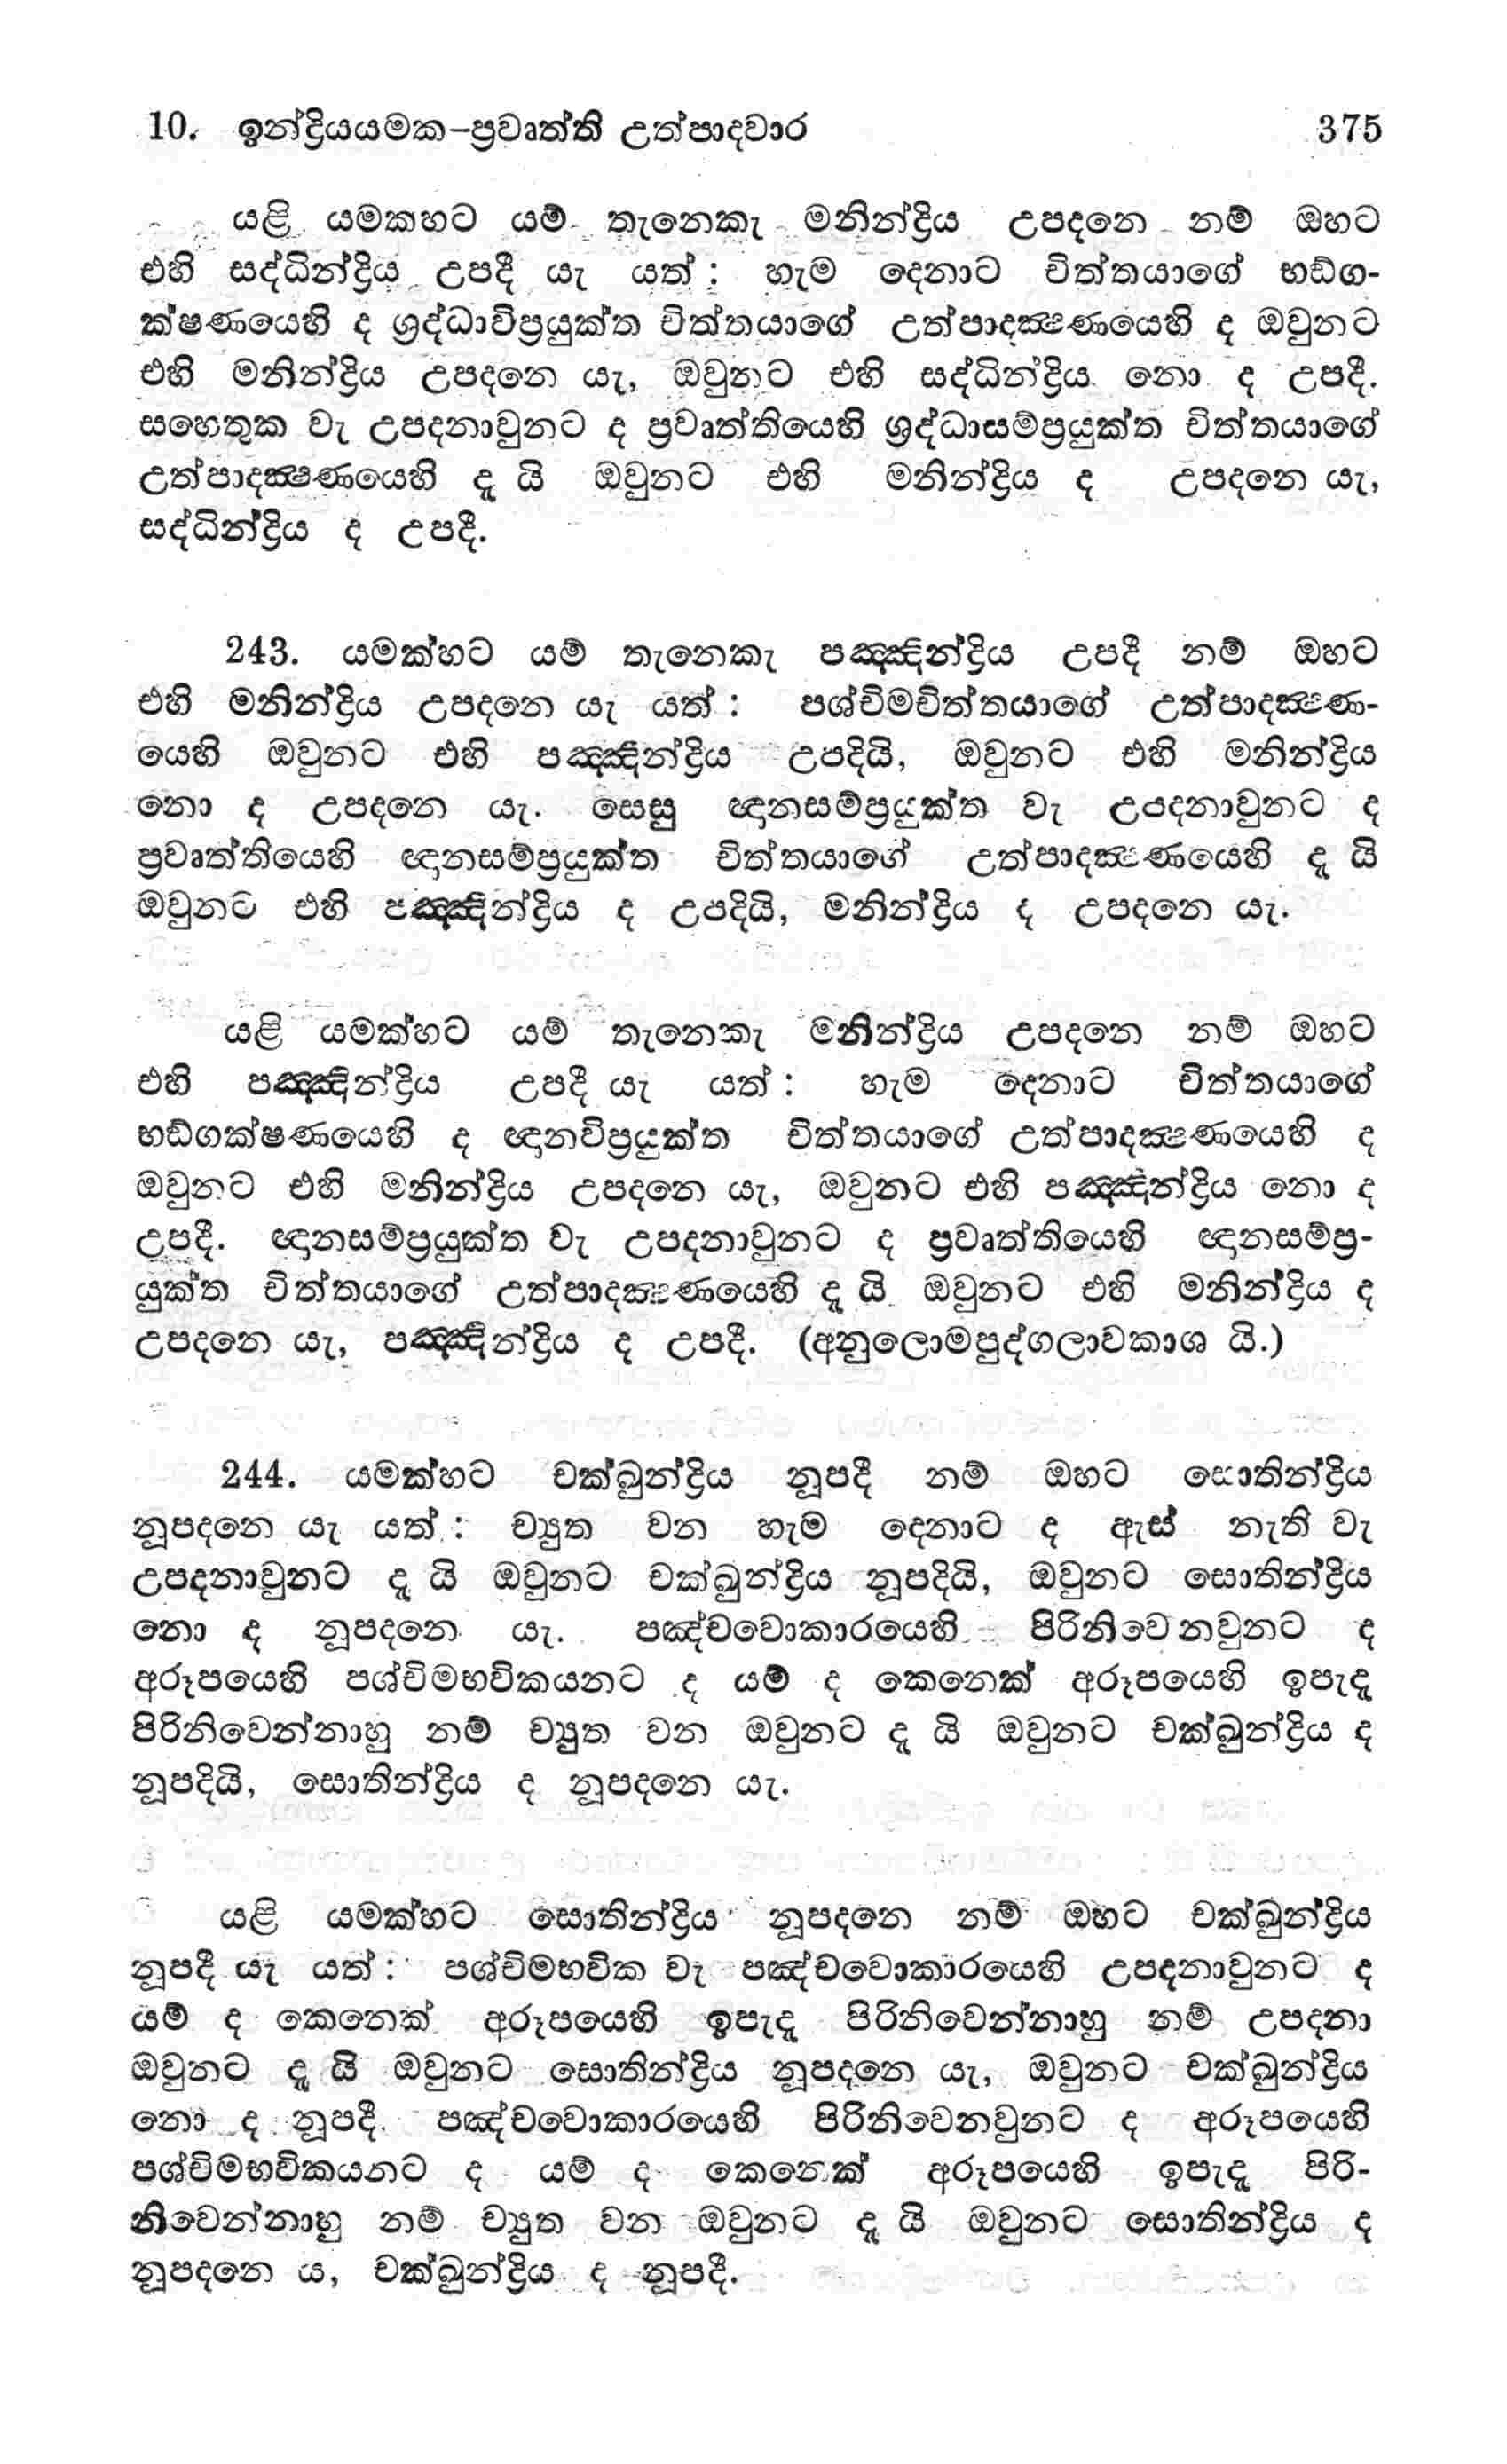 10. ඉන්ද්‍රියයමක–ප්‍රවෘත්ති උත්පාදවාර 375
යළි යමකහට යම් තැනෙකැ මනින්ද්‍රිය උපදනෙ නම් ඔහට
එහි සද්ධින්ද්‍රිය උපදී යැ යත් : හැම දෙනාට චිත්තයාගේ භඩ්ග-
ක්ෂණයෙහි ද ශ්‍රද්ධාවිප්‍රයුක්ත චිත්තයාගේ උත්පාදක්‍ෂණයෙහි ද ඔවුනට
එහි මනින්ද්‍රිය උපදනෙ යැ, ඔවුනට එහි සද්ධින්ද්‍රිය නො ද උපදී.
සහෙතුක වැ උපදනාවුනට ද ප්‍රවෘත්තියෙහි ශ්‍රද්ධාසම්ප්‍රයුක්ත චිත්තයාගේ
උත්පාදක්‍ෂණයෙහි දැ යි ඔවුනට එහි මනින්ද්‍රිය ද උපදනෙ යැ,
සද්ධින්ද්‍රිය ද උපදී.
243. යමක්හට යම් තැනෙකැ පඤ්‍ඤින්ද්‍රිය උපදී නම් ඔහට
එහි මනින්ද්‍රිය උපදනෙ යැ යත් : පශ්චිමචිත්තයාගේ උත්පාදක්‍ෂණ-
යෙහි ඔවුනට එහි පඤ්‍ඤින්ද්‍රිය උපදියි, ඔවුනට එහි මනින්ද්‍රිය
නො ද උපදනෙ යැ. සෙසු ඥානසම්ප්‍රයුක්ත වැ උපදනාවුනට ද
ප්‍රවෘත්තියෙහි ඥානසම්ප්‍රයුක්ත චිත්තයාගේ උත්පාදක්‍ෂණයෙහි දැ යි
ඔවුනට එහි පඤ්‍ඤින්ද්‍රිය ද උපදියි, මනින්ද්‍රිය ද උපදනෙ යැ.
යළි යමක්හට යම් තැනෙකැ මනින්ද්‍රිය උපදනෙ නම් ඔහට
එහි පඤ්‍ඤින්ද්‍රිය උපදී යැ යත් : හැම දෙනාට චිත්තයාගේ
භඩ්ගක්ෂණයෙහි ද ඥානවිප්‍රයුක්ත චිත්තයාගේ උත්පාදක්‍ෂණයෙහි ද
ඔවුනට එහි මනින්ද්‍රිය උපදනෙ යැ, ඔවුනට එහි පඤ්‍ඤින්ද්‍රිය නො ද
උපදී. ඥානසම්ප්‍රයුක්ත වැ උපදනාවුනට ද ප්‍රවෘත්තියෙහි ඥානසම්ප්‍ර-
යුක්ත චිත්තයාගේ උත්පාදක්‍ෂණයෙහි දැ යි ඔවුනට එහි මනින්ද්‍රිය ද
උපදනෙ යැ, පඤ්‍ඤින්ද්‍රිය ද උපදී. (අනුලොමපුද්ගලාවකාශ යි.)
244. යමක්හට චක්ඛුන්ද්‍රිය නූපදී නම් ඔහට සොතින්ද්‍රිය
නූපදනෙ යැ යත් : ච්‍යුත වන හැම දෙනාට ද ඇස් නැති වැ
උපදනාවුනට දැ යි ඔවුනට චක්ඛුන්ද්‍රිය නූපදියි, ඔවුනට සොතින්ද්‍රිය
නො ද නූපදනෙ යැ. පඤ්චවොකාරයෙහි පිරිනිවෙනවුනට ද
අරූපයෙහි පශ්චිමභවිකයනට ද යම් ද කෙනෙක් අරූපයෙහි ඉපැදැ
පිරිනිවෙන්නාහු නම් ච්‍යුත වන ඔවුනට දැ යි ඔවුනට චක්ඛුන්ද්‍රිය ද
නූපදියි, සොතින්ද්‍රිය ද නූපදනෙ යැ.
යළි යමක්හට සොතින්ද්‍රිය නූපදනෙ නම් ඔහට චක්ඛුන්ද්‍රිය
නූපදී යැ යත් : පශ්චිමභවික වැ පඤ්චවොකාරයෙහි උපදනාවුනට ද
යම් ද කෙනෙක් අරූපයෙහි ඉපැදැ පිරිනිවෙන්නාහු නම් උපදනා
ඔවුනට දැ යි ඔවුනට සොතින්ද්‍රිය නූපදනෙ යැ, ඔවුනට චක්ඛුන්ද්‍රිය
නො ද නූපදී. පඤ්චවොකාරයෙහි පිරිනිවෙනවුනට ද අරූපයෙහි
පශ්චිමභවිකයනට ද යම් ද කෙනෙක් අරූපයෙහි ඉපැදැ පිරි-
නිවෙන්නාහු නම් ච්‍යුත වන ඔවුනට දැ යි ඔවුනට සොතින්ද්‍රිය ද
නූපදනෙ ය, චක්ඛුන්ද්‍රිය ද නූපදී.